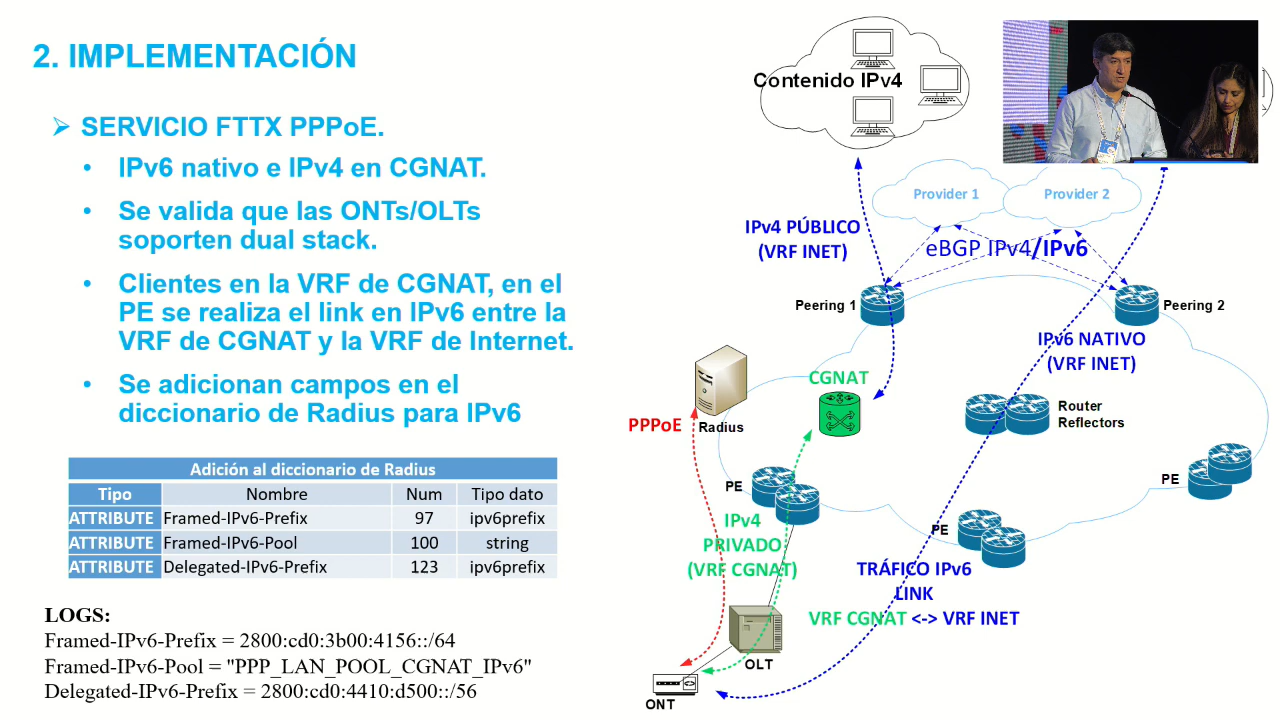 2. IMPLEMENTACIÓN
➢ SERVICIO FTTX PPPoE.
• IPv6 nativo e IPv4 en CGNAT.
• Se valida que las ONTs/OLTs
soporten dual stack.
• Clientes en la VRF de CGNAT, en el
PE se realiza el link en IPv6 entre la
VRF de CGNAT y la VRF de Internet.
• Se adicionan campos en el
diccionario de Radius para IPv6
Adición al diccionario de Radius
Tipo Nombre Num Tipo dato
ATTRIBUTE Framed-IPv6-Prefix 97 ipv6prefix
ATTRIBUTE Framed-IPv6-Pool 100 string
ATTRIBUTE Delegated-IPv6-Prefix 123 ipv6prefix
LOGS:
Framed-IPv6-Prefix = 2800:cd0:3b00:4156::/64
Framed-IPv6-Pool = "PPP_LAN_POOL_CGNAT_IPv6"
Delegated-IPv6-Prefix = 2800:cd0:4410:d500::/56
Contenido IPv4
Provider 1
Provider 2
IPv4 PÚBLICO
(VRF INET)
eBGP IPv4/IPv6
Peering 1
Peering 2
IPv6 NATIVO
(VRF INET)
CGNAT
Router
Reflectors
PPPoE
Radius
PE
PE
PE
IPv4
PRIVADO
(VRF CGNAT)
TRÁFICO IPv6
LINK
VRF CGNAT <-> VRF INET
OLT
ONT